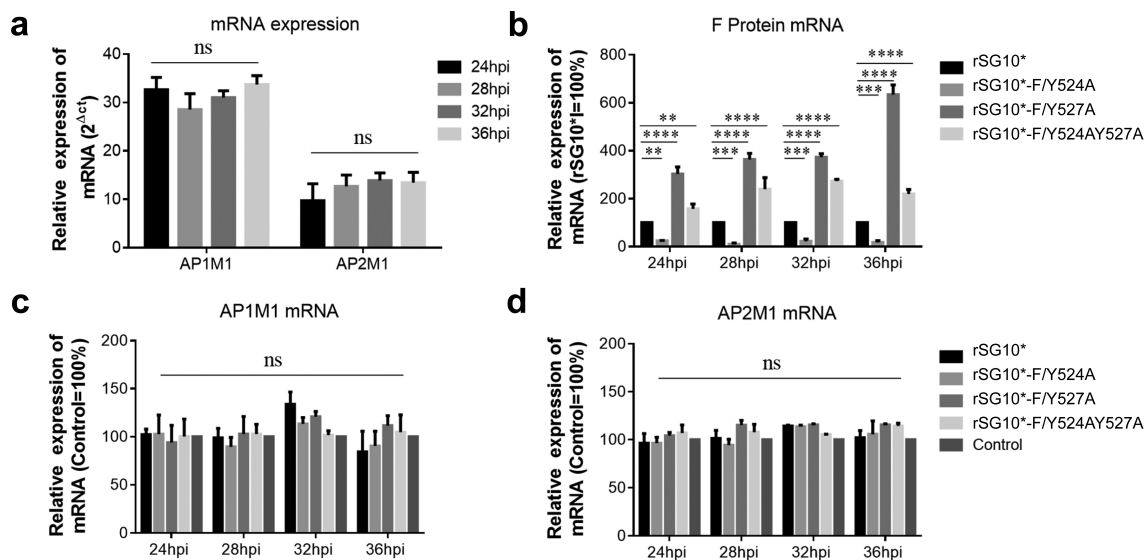 a
mRNA expression
Relative expression of
mRNA (2^Δct)
40
30
20
10
0
ns
ns
AP1M1
AP2M1
24hpi
28hpi
32hpi
36hpi
b
F Protein mRNA
Relative expression of
mRNA (rSG10*I=100%)
800
600
400
200
0
**
****
**
****
****
***
****
****
***
****
****
***
24hpi
28hpi
32hpi
36hpi
rSG10*
rSG10*-F/Y524A
rSG10*-F/Y527A
rSG10*-F/Y524AY527A
c
AP1M1 mRNA
Relative expression of
mRNA (Control=100%)
200
150
100
50
0
ns
24hpi
28hpi
32hpi
36hpi
d
AP2M1 mRNA
Relative expression of
mRNA (Control=100%)
200
150
100
50
0
ns
24hpi
28hpi
32hpi
36hpi
rSG10*
rSG10*-F/Y524A
rSG10*-F/Y527A
rSG10*-F/Y524AY527A
Control